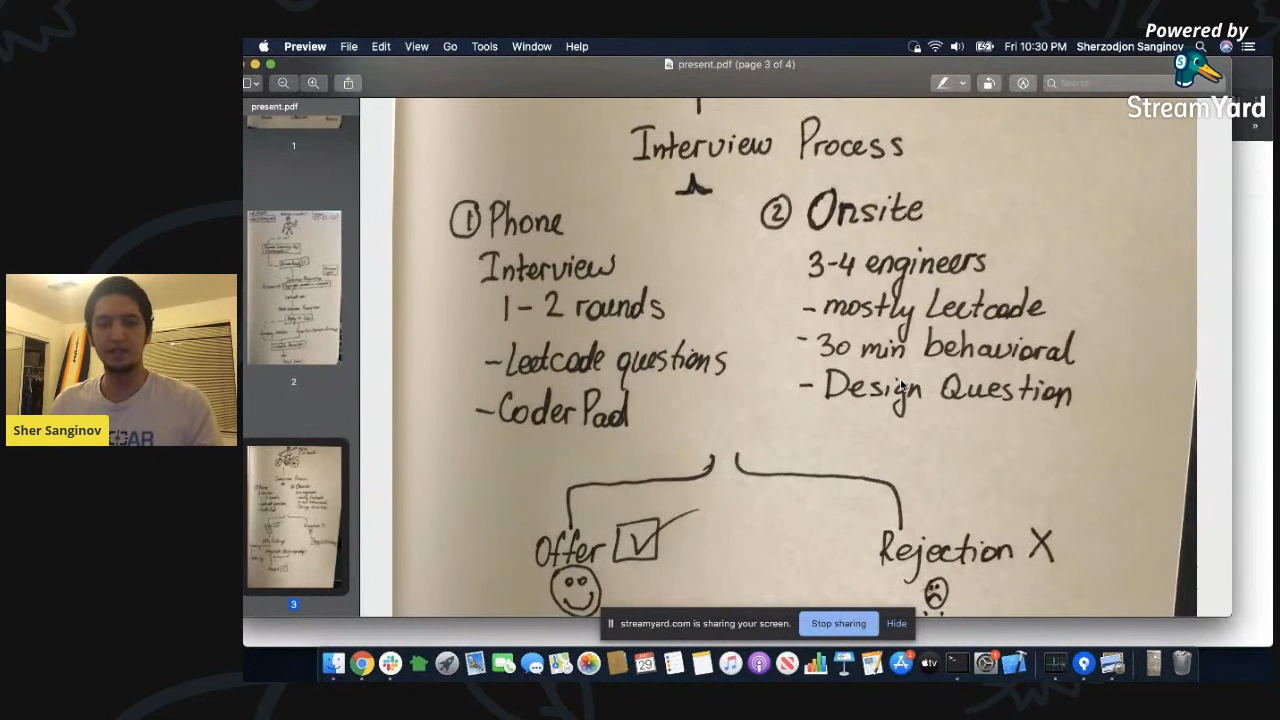 Powered by
StreamYard
Preview File Edit View Go Tools Window Help
Fri 10:30 PM Sherzodjon Sanginov
present.pdf (page 3 of 4)
Search
present.pdf
1
2
3
Interview Process
① Phone
Interview
1-2 rounds
- Leetcode questions
- CoderPad
② Onsite
3-4 engineers
- mostly Leetcode
- 30 min behavioral
- Design Question
Offer
Rejection X
Sher Sanginov
streamyard.com is sharing your screen.
Stop sharing
Hide